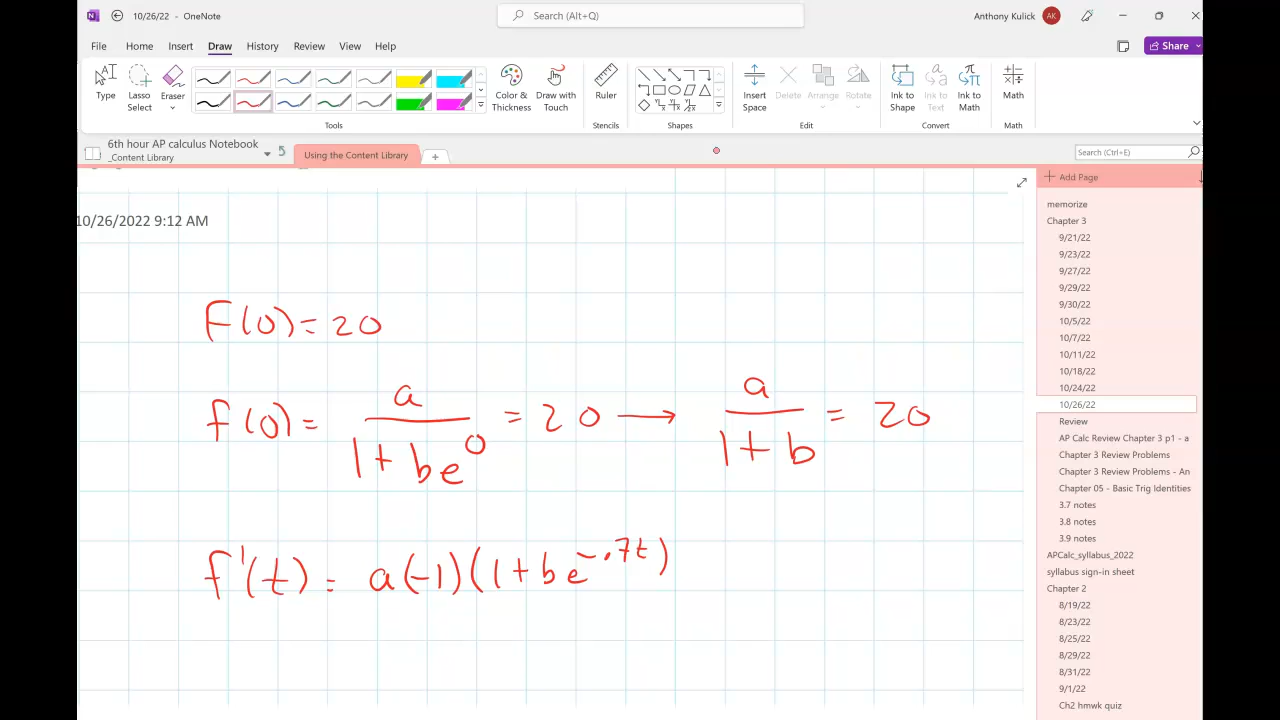 10/26/22 - OneNote
Search (Alt+Q)
Anthony Kulick AK
File Home Insert Draw History Review View Help
Share
Type
Lasso Select
Eraser
Color & Thickness
Draw with Touch
Ruler
Insert Space
Delete
Arrange
Rotate
Ink to Shape
Ink to Text
Ink to Math
Math
Tools Stencils Shapes Edit Convert Math
6th hour AP calculus Notebook
_Content Library
Using the Content Library
Search (Ctrl+E)
10/26/2022 9:12 AM
F(0) = 20
f(0) = a / (1 + be^0) = 20 → a / (1 + b) = 20
f'(t) = a(-1)(1 + be^-.7t)
Add Page
memorize
Chapter 3
9/21/22
9/23/22
9/27/22
9/29/22
9/30/22
10/5/22
10/7/22
10/11/22
10/18/22
10/24/22
10/26/22
Review
AP Calc Review Chapter 3 p1 - a
Chapter 3 Review Problems
Chapter 3 Review Problems - An
Chapter 05 - Basic Trig Identities
3.7 notes
3.8 notes
3.9 notes
APCalc_syllabus_2022
syllabus sign-in sheet
Chapter 2
8/19/22
8/23/22
8/25/22
8/29/22
8/31/22
9/1/22
Ch2 hmwk quiz